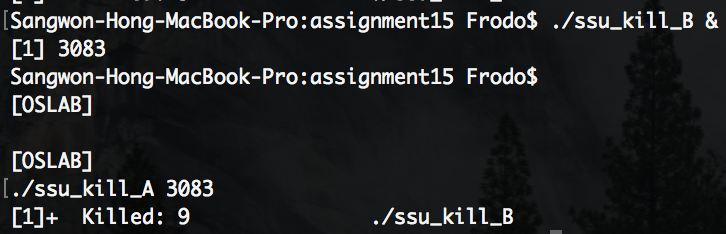 [Sangwon-Hong-MacBook-Pro:assignment15 Frodo$ ./ssu_kill_B &
[1] 3083
Sangwon-Hong-MacBook-Pro:assignment15 Frodo$
[OSLAB]
[OSLAB]
[./ssu_kill_A 3083
[1]+  Killed: 9               ./ssu_kill_B